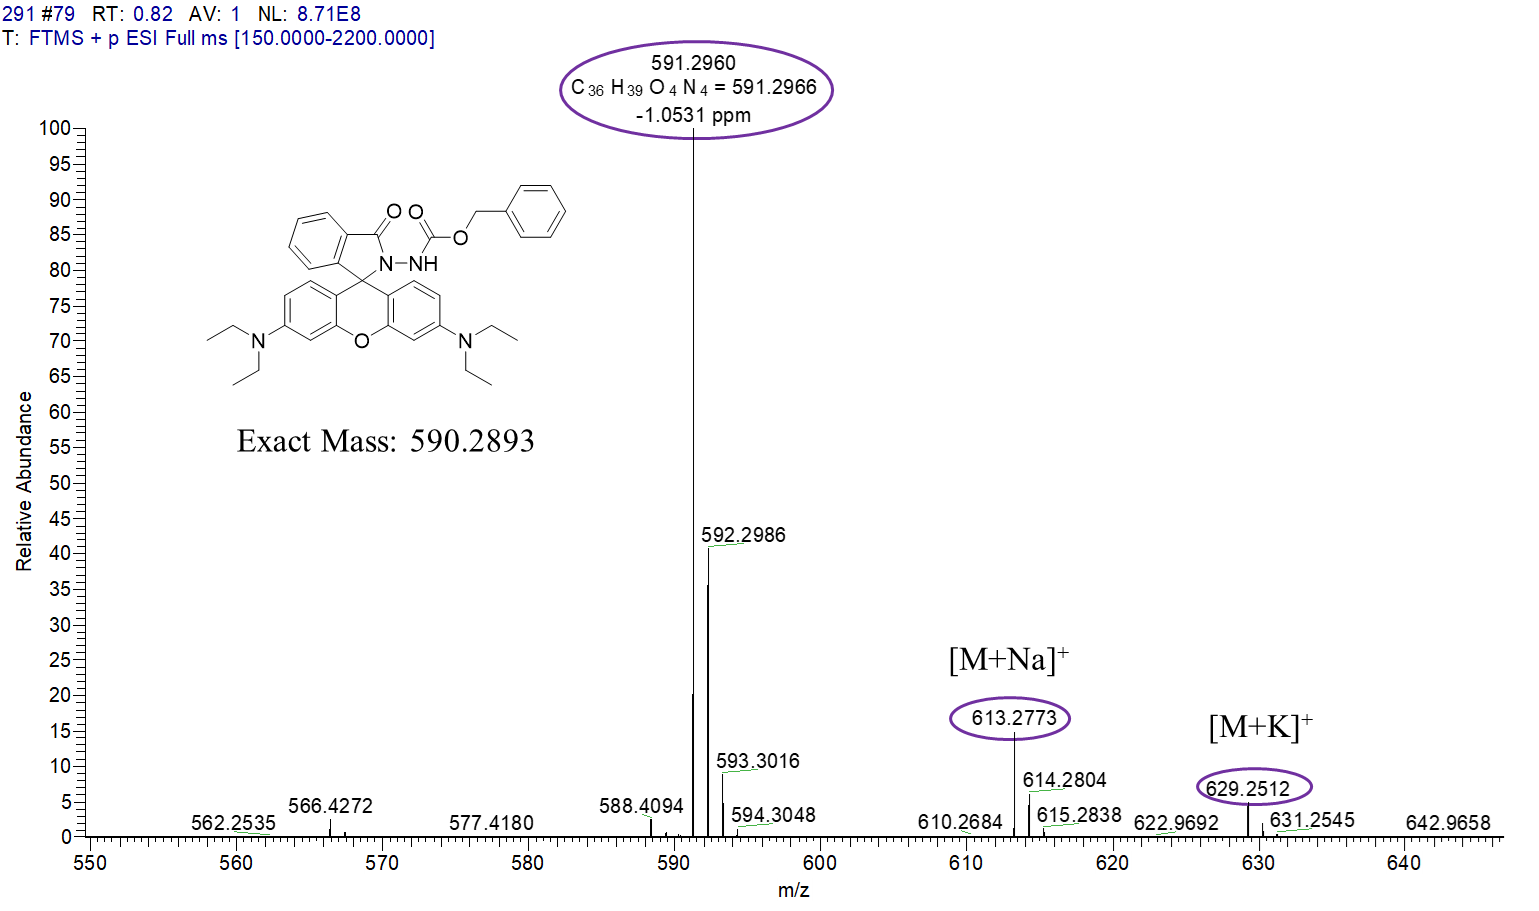 291 #79 RT: 0.82 AV: 1 NL: 8.71E8
T: FTMS + p ESI Full ms [150.0000-2200.0000]
591.2960
C 36 H 39 O 4 N 4 = 591.2966
-1.0531 ppm
100
95
90
85
80
75
70
65
60
55
50
45
40
35
30
25
20
15
10
5
0
Relative Abundance
O
O
O
N
NH
N
O
N
Exact Mass: 590.2893
592.2986
593.3016
594.3048
588.4094
562.2535
566.4272
577.4180
[M+Na]+
613.2773
614.2804
615.2838
610.2684
[M+K]+
629.2512
622.9692
631.2545
642.9658
550
560
570
580
590
600
610
620
630
640
m/z